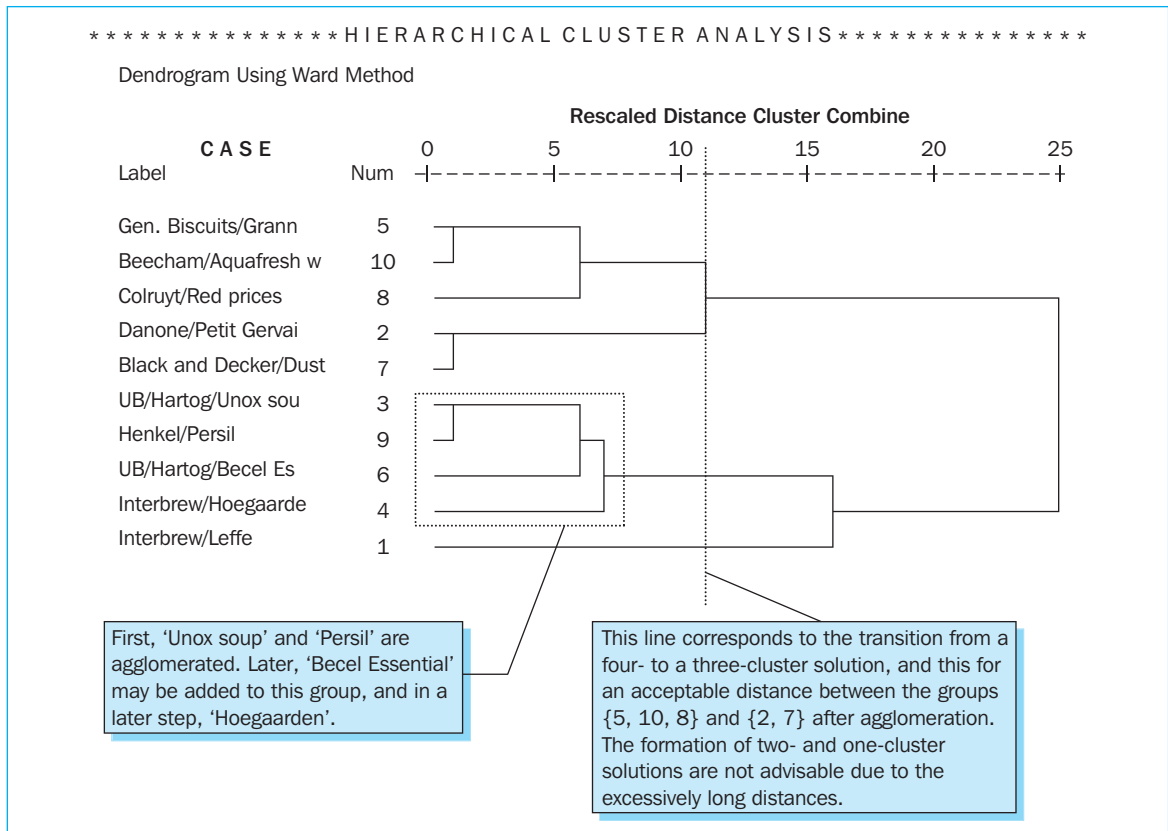 * * * * * * * * * * * * * * * H I E R A R C H I C A L C L U S T E R A N A L Y S I S * * * * * * * * * * * * * * *
Dendrogram Using Ward Method
Rescaled Distance Cluster Combine
C A S E 0 5 10 15 20 25
Label Num
Gen. Biscuits/Grann 5
Beecham/Aquafresh w 10
Colruyt/Red prices 8
Danone/Petit Gervai 2
Black and Decker/Dust 7
UB/Hartog/Unox sou 3
Henkel/Persil 9
UB/Hartog/Becel Es 6
Interbrew/Hoegaarde 4
Interbrew/Leffe 1
First, ‘Unox soup’ and ‘Persil’ are
agglomerated. Later, ‘Becel Essential’
may be added to this group, and in a
later step, ‘Hoegaarden’.
This line corresponds to the transition from a
four- to a three-cluster solution, and this for
an acceptable distance between the groups
{5, 10, 8} and {2, 7} after agglomeration.
The formation of two- and one-cluster
solutions are not advisable due to the
excessively long distances.